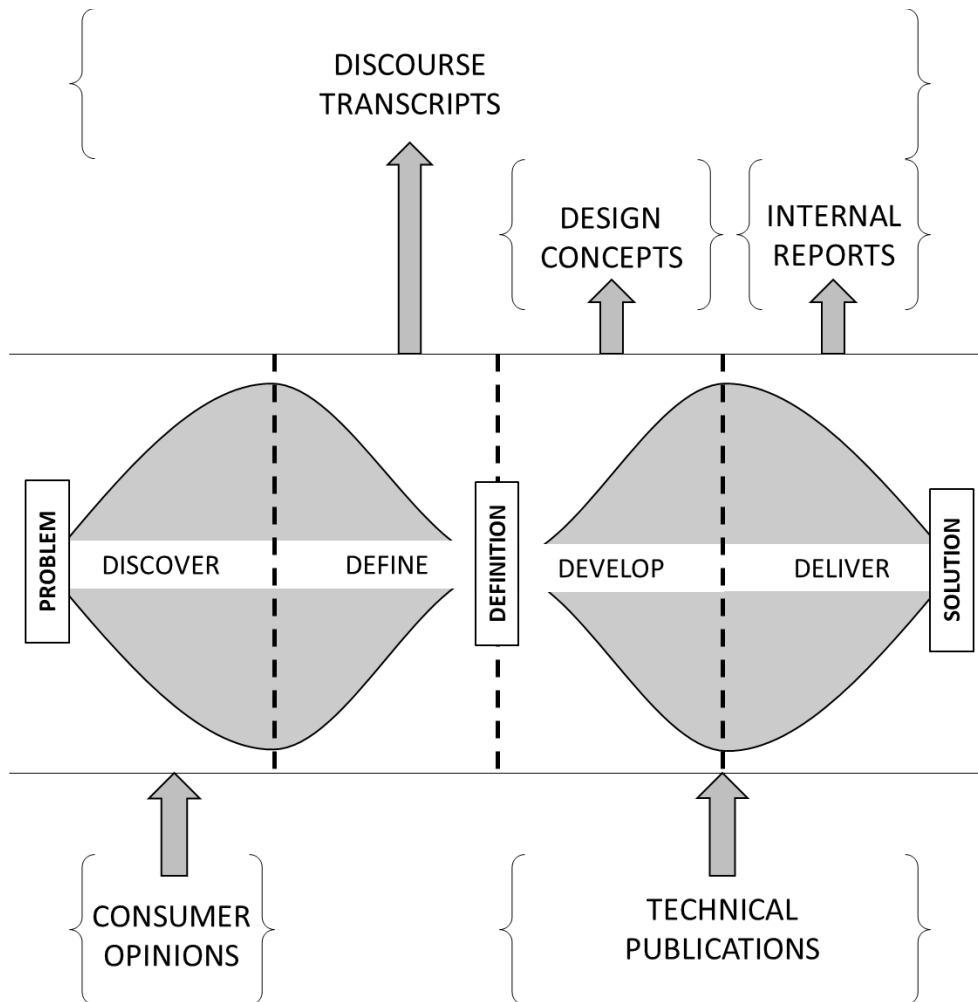 DISCOURSE
TRANSCRIPTS
DESIGN
CONCEPTS
INTERNAL
REPORTS
PROBLEM
DISCOVER
DEFINE
DEFINITION
DEVELOP
DELIVER
SOLUTION
CONSUMER
OPINIONS
TECHNICAL
PUBLICATIONS